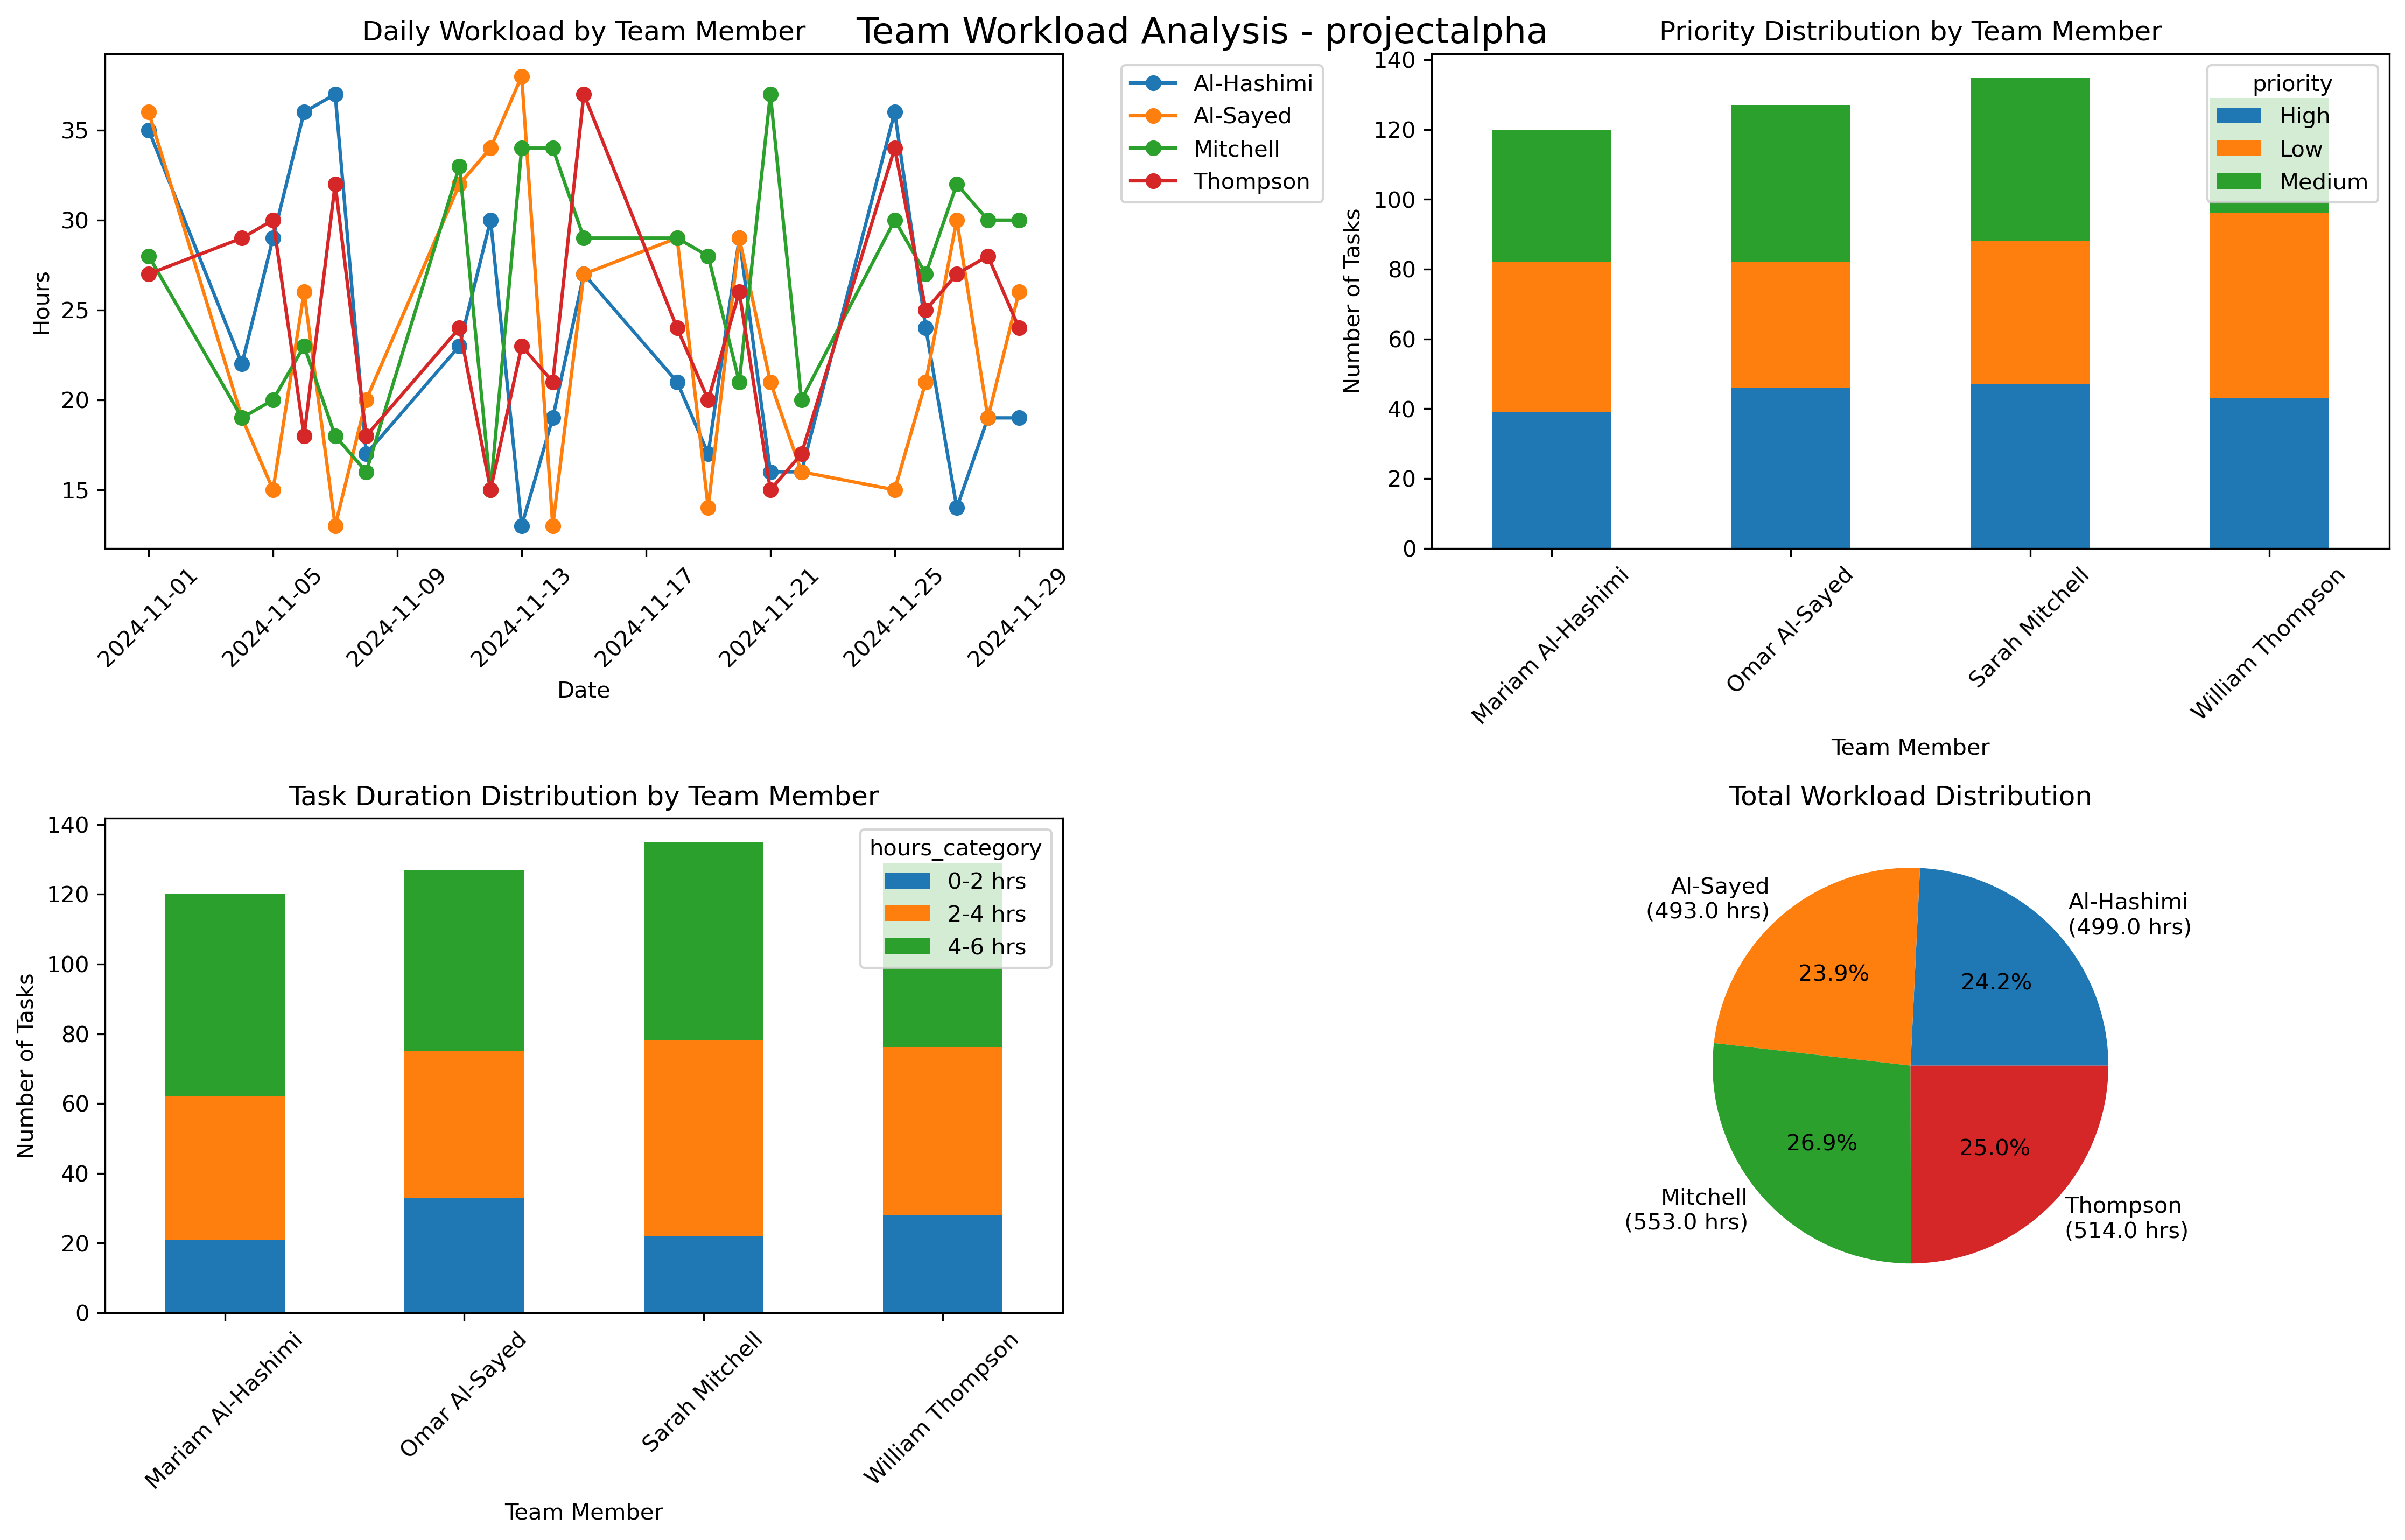 Team Workload Analysis - projectalpha
Daily Workload by Team Member
Hours
35
30
25
20
15
2024-11-01
2024-11-05
2024-11-09
2024-11-13
2024-11-17
2024-11-21
2024-11-25
2024-11-29
Date
Al-Hashimi
Al-Sayed
Mitchell
Thompson
Priority Distribution by Team Member
Number of Tasks
140
120
100
80
60
40
20
0
priority
High
Low
Medium
Mariam Al-Hashimi
Omar Al-Sayed
Sarah Mitchell
William Thompson
Team Member
Task Duration Distribution by Team Member
Number of Tasks
140
120
100
80
60
40
20
0
hours_category
0-2 hrs
2-4 hrs
4-6 hrs
Mariam Al-Hashimi
Omar Al-Sayed
Sarah Mitchell
William Thompson
Team Member
Total Workload Distribution
Al-Sayed
(493.0 hrs)
Al-Hashimi
(499.0 hrs)
23.9%
24.2%
26.9%
25.0%
Mitchell
(553.0 hrs)
Thompson
(514.0 hrs)